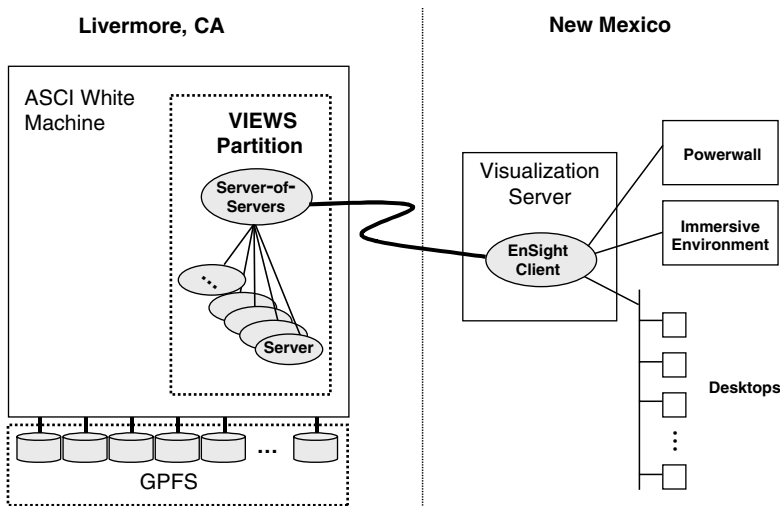 Livermore, CA
New Mexico
ASCI White
Machine
VIEWS
Partition
Server-of-
Servers
...
Server
...
GPFS
Visualization
Server
EnSight
Client
Powerwall
Immersive
Environment
Desktops
...